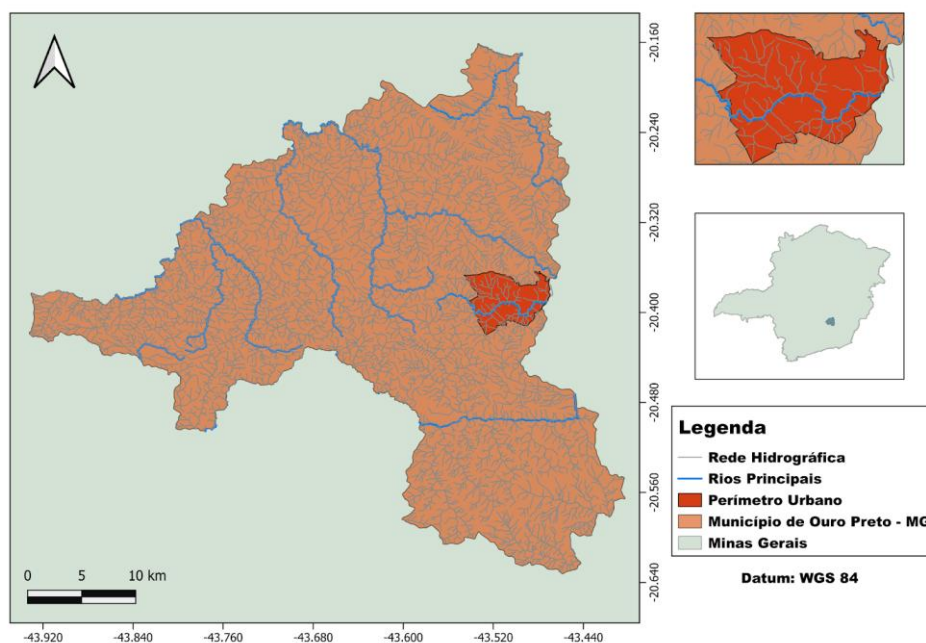 -20.160
-20.240
-20.320
-20.400
-20.480
-20.560
-20.640
0 5 10 km
-43.920 -43.840 -43.760 -43.680 -43.600 -43.520 -43.440
Legenda
Rede Hidrográfica
Rios Principais
Perímetro Urbano
Município de Ouro Preto - MG
Minas Gerais
Datum: WGS 84